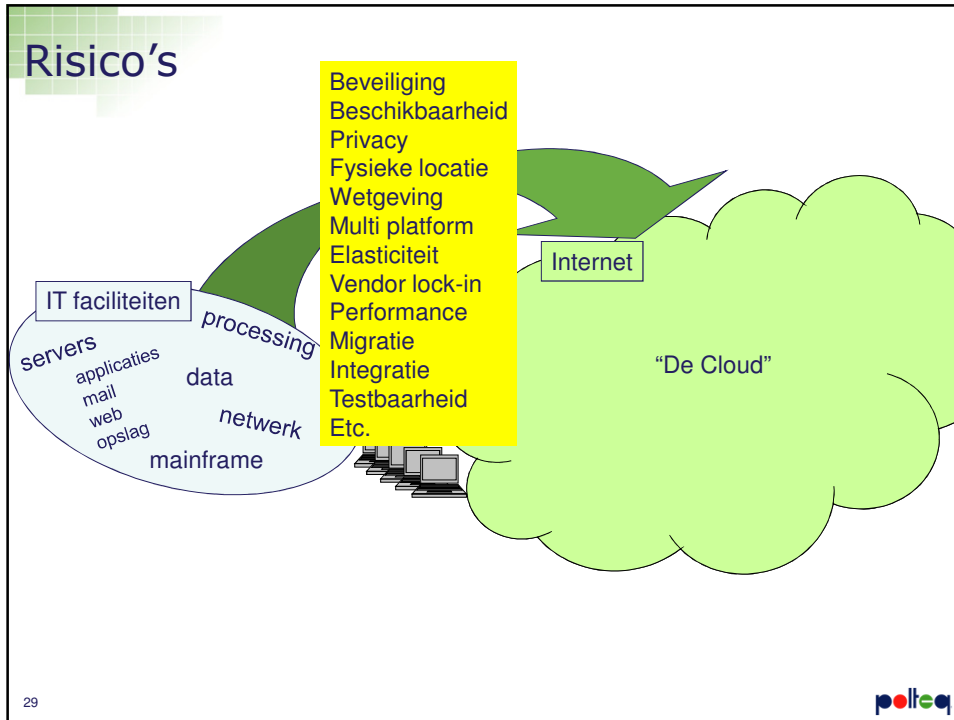 Risico's
Beveiliging
Beschikbaarheid
Privacy
Fysieke locatie
Wetgeving
Multi platform
Elasticiteit
Vendor lock-in
Performance
Migratie
Integratie
Testbaarheid
Etc.
Internet
IT faciliteiten
processing
servers
applicaties
mail
web
opslag
data
netwerk
mainframe
“De Cloud”
29
polteq